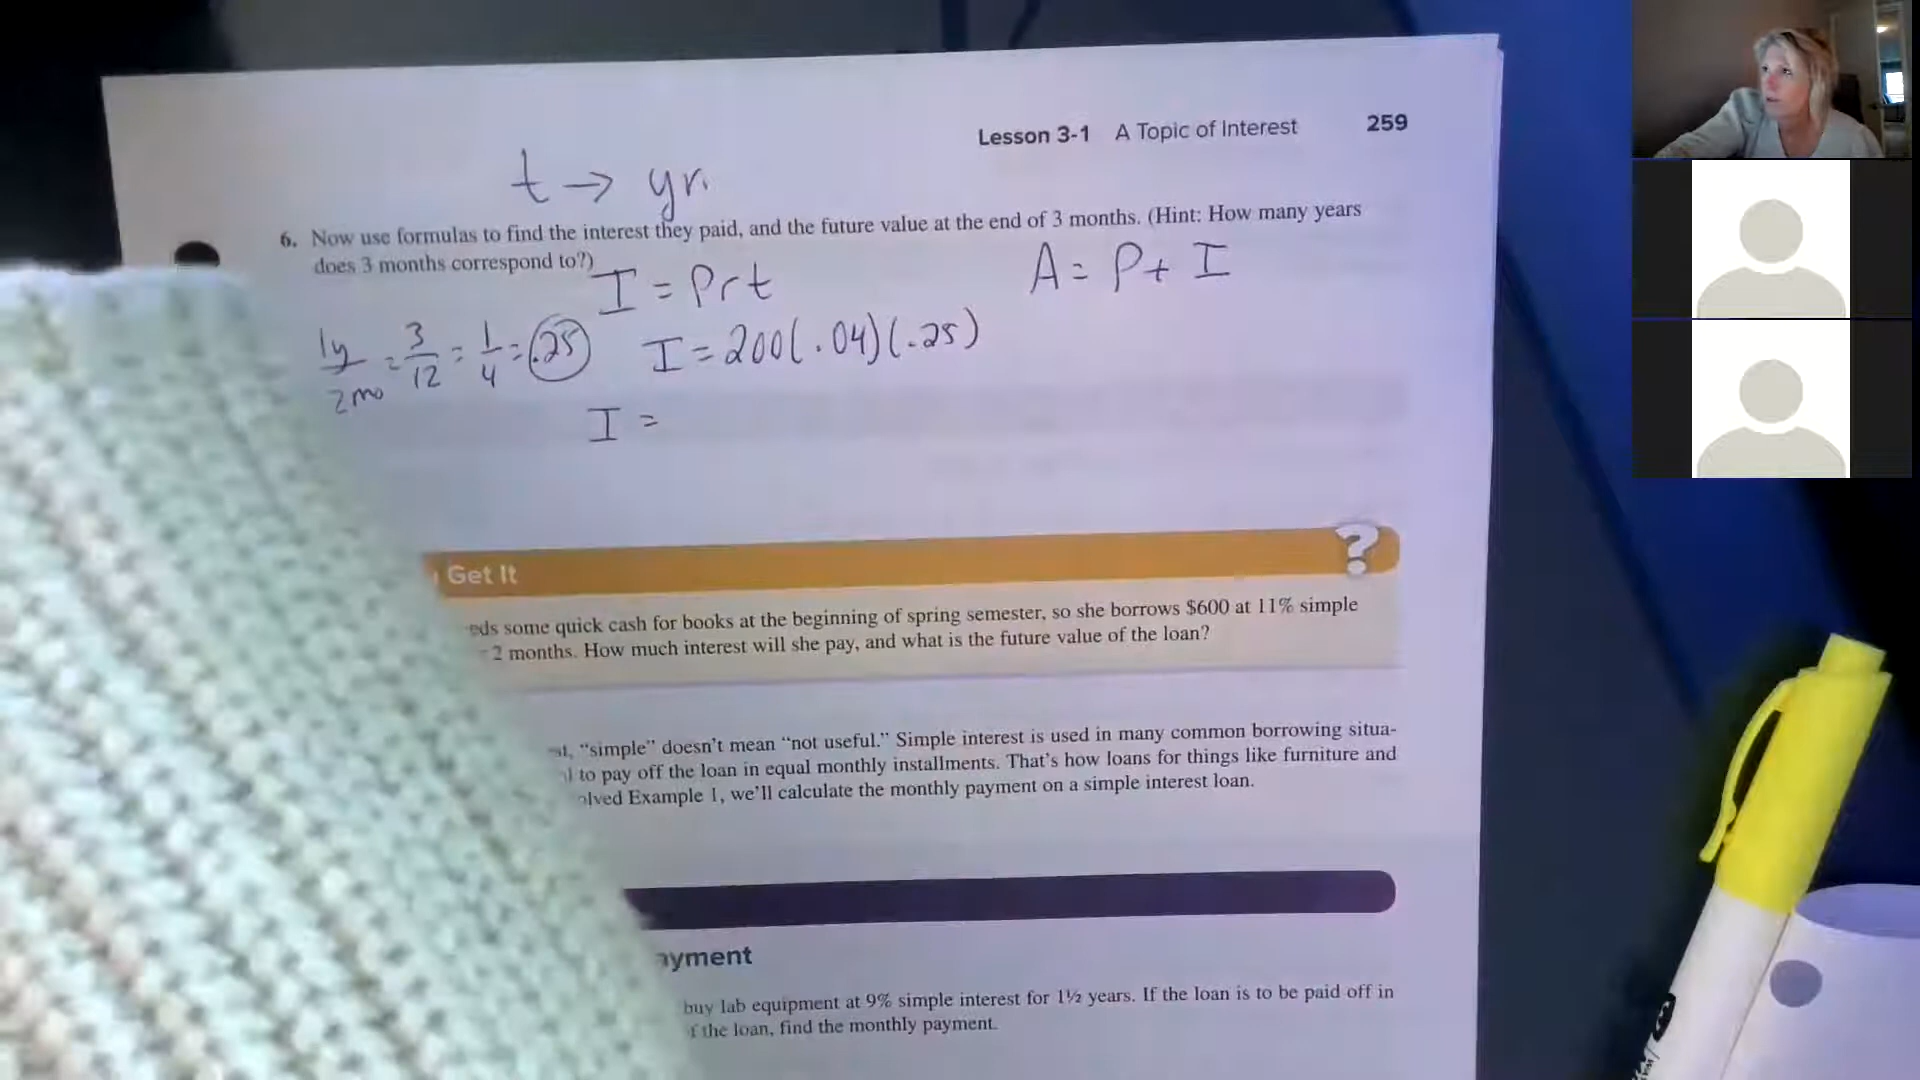 Lesson 3-1 A Topic of Interest 259
t → yr.
6. Now use formulas to find the interest they paid, and the future value at the end of 3 months. (Hint: How many years
does 3 months correspond to?)
I = Prt
A = P + I
1y/2mo = 3/12 = 1/4 = .25
I = 200(.04)(.25)
I =
Get It
?
some quick cash for books at the beginning of spring semester, so she borrows $600 at 11% simple
2 months. How much interest will she pay, and what is the future value of the loan?
“simple” doesn’t mean “not useful.” Simple interest is used in many common borrowing situa-
to pay off the loan in equal monthly installments. That’s how loans for things like furniture and
Example 1, we’ll calculate the monthly payment on a simple interest loan.
buy lab equipment at 9% simple interest for 1½ years. If the loan is to be paid off in
the loan, find the monthly payment.